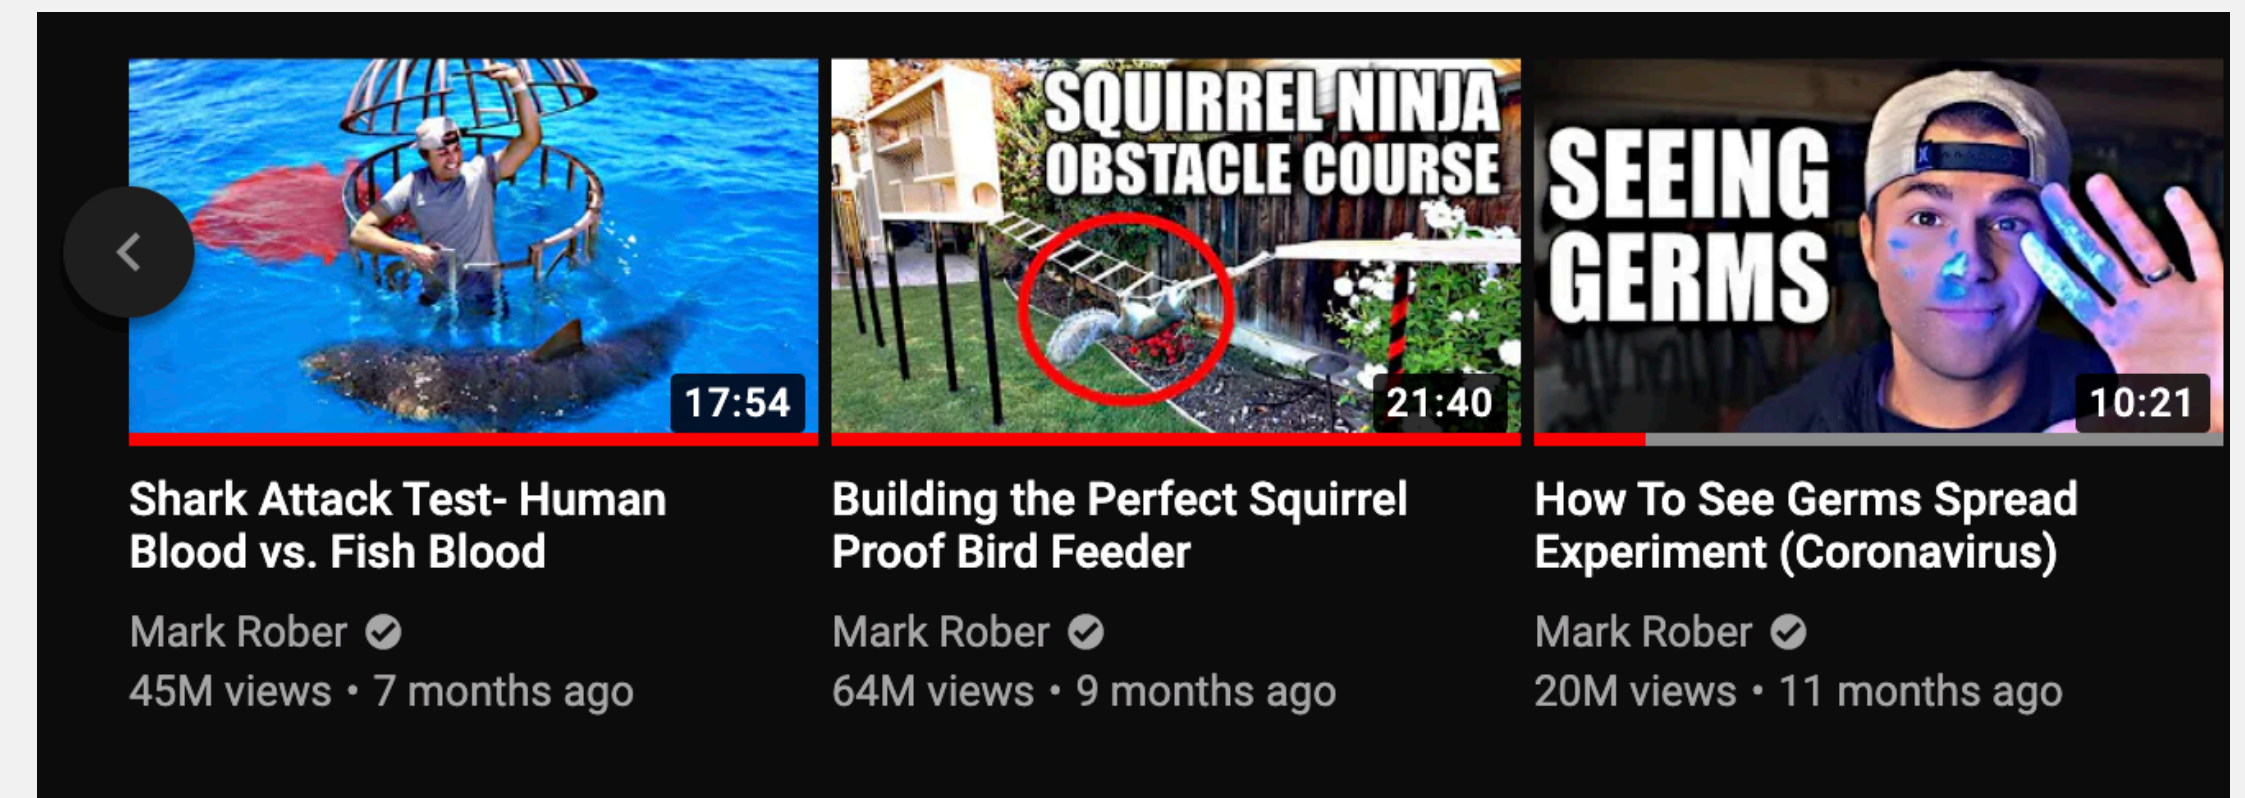 17:54
Shark Attack Test- Human
Blood vs. Fish Blood
Mark Rober
45M views • 7 months ago
SQUIRREL NINJA
OBSTACLE COURSE
21:40
Building the Perfect Squirrel
Proof Bird Feeder
Mark Rober
64M views • 9 months ago
SEEING
GERMS
10:21
How To See Germs Spread
Experiment (Coronavirus)
Mark Rober
20M views • 11 months ago